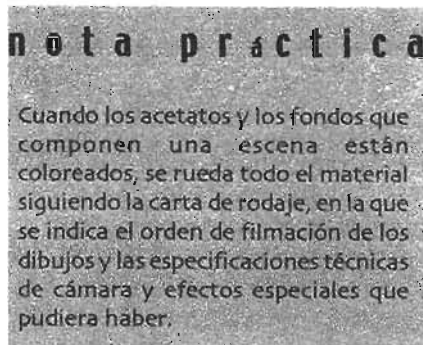 nota práctica
Cuando los acetatos y los fondos que
componen una escena están
coloreados, se rueda todo el material
siguiendo la carta de rodaje, en la que
se indica el orden de filmación de los
dibujos y las especificaciones técnicas
de cámara y efectos especiales que
pudiera haber.